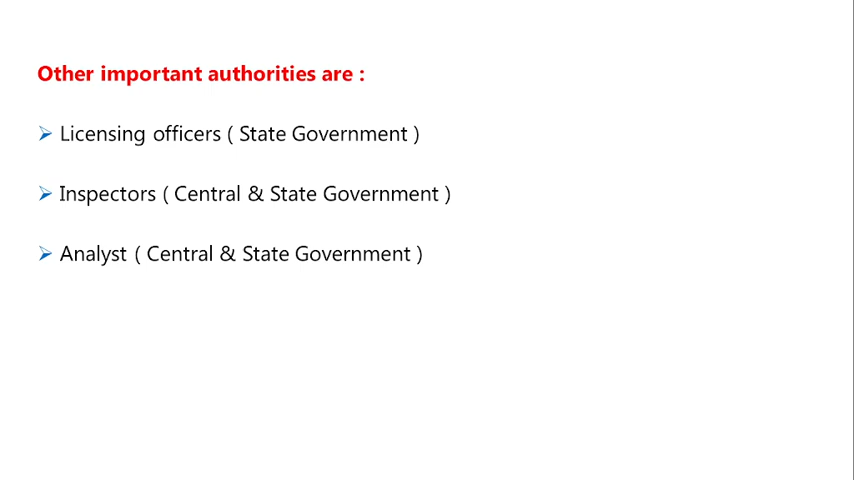 Other important authorities are :
➢ Licensing officers ( State Government )
➢ Inspectors ( Central & State Government )
➢ Analyst ( Central & State Government )